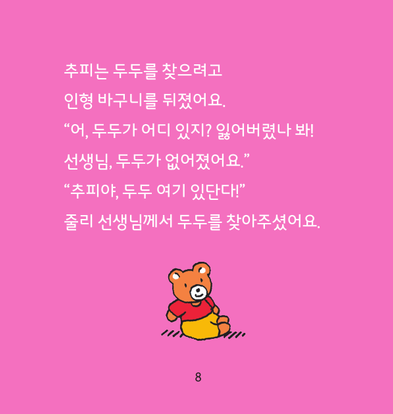 추피는 두두를 찾으려고
인형 바구니를 뒤졌어요.
“어, 두두가 어디 있지? 잃어버렸나 봐!
선생님, 두두가 없어졌어요.”
“추피야, 두두 여기 있단다!”
줄리 선생님께서 두두를 찾아주셨어요.
8